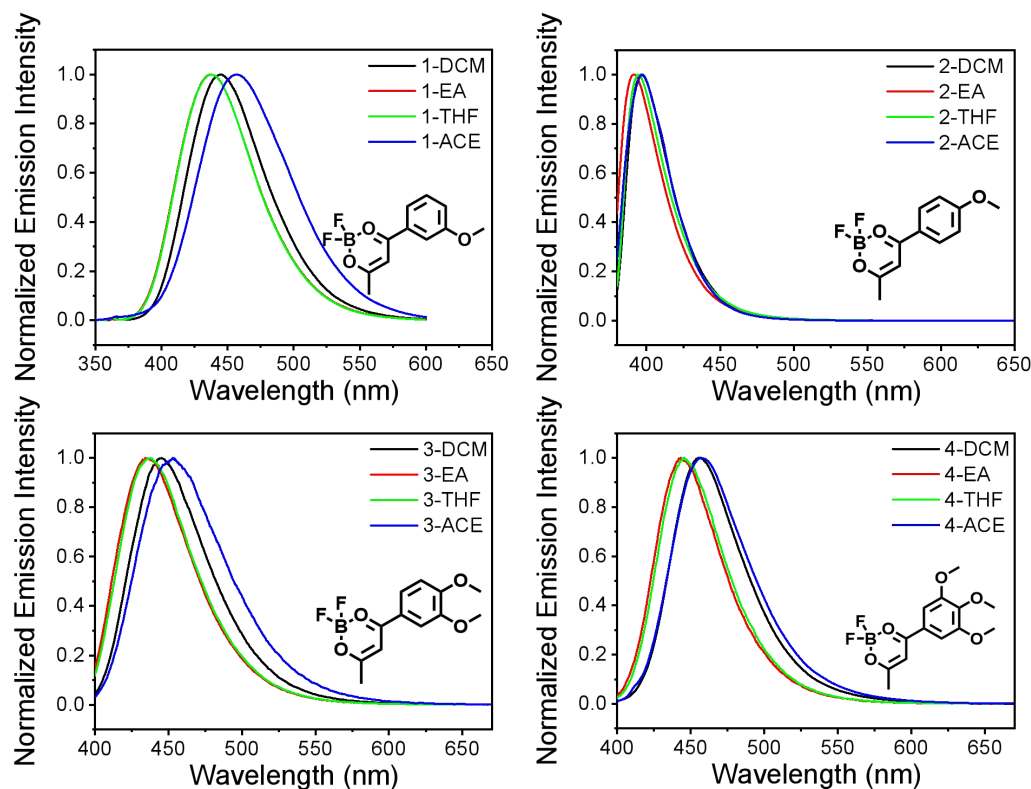 Normalized Emission Intensity
1.0
0.8
0.6
0.4
0.2
0.0
1-DCM
1-EA
1-THF
1-ACE
F
F
B
O
O
O
350 400 450 500 550 600 650
Wavelength (nm)
Normalized Emission Intensity
1.0
0.8
0.6
0.4
0.2
0.0
2-DCM
2-EA
2-THF
2-ACE
F
F
B
O
O
O
400 450 500 550 600 650
Wavelength (nm)
Normalized Emission Intensity
1.0
0.8
0.6
0.4
0.2
0.0
3-DCM
3-EA
3-THF
3-ACE
F
F
B
O
O
O
O
400 450 500 550 600 650
Wavelength (nm)
Normalized Emission Intensity
1.0
0.8
0.6
0.4
0.2
0.0
4-DCM
4-EA
4-THF
4-ACE
F
F
B
O
O
O
O
O
400 450 500 550 600 650
Wavelength (nm)